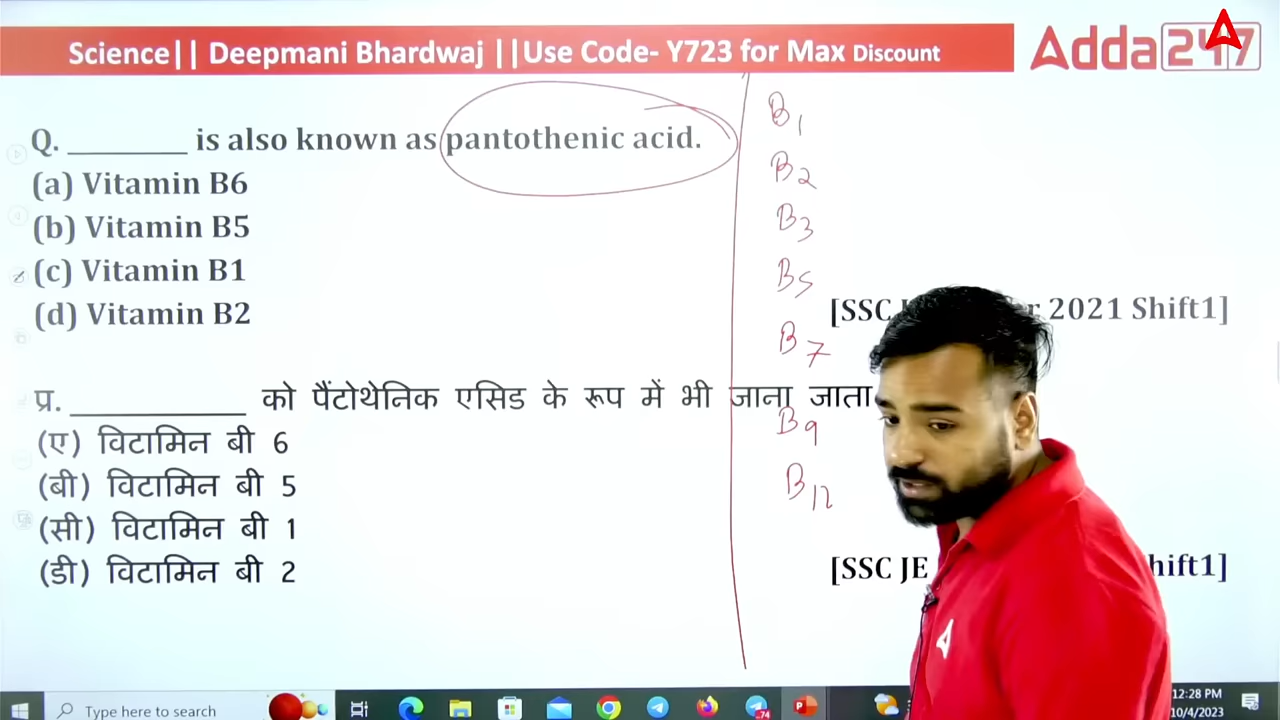 Science|| Deepmani Bhardwaj ||Use Code- Y723 for Max Discount
Adda247
Q. ________ is also known as pantothenic acid.
(a) Vitamin B6
(b) Vitamin B5
(c) Vitamin B1
(d) Vitamin B2
[SSC 2021 Shift1]
B1
B2
B3
B5
B7
B9
B12
प्र. ____________ को पैंटोथेनिक एसिड के रूप में भी जाना जाता
(ए) विटामिन बी 6
(बी) विटामिन बी 5
(सी) विटामिन बी 1
(डी) विटामिन बी 2
[SSC JE hift1]
Type here to search
74
12:28 PM
10/4/2023